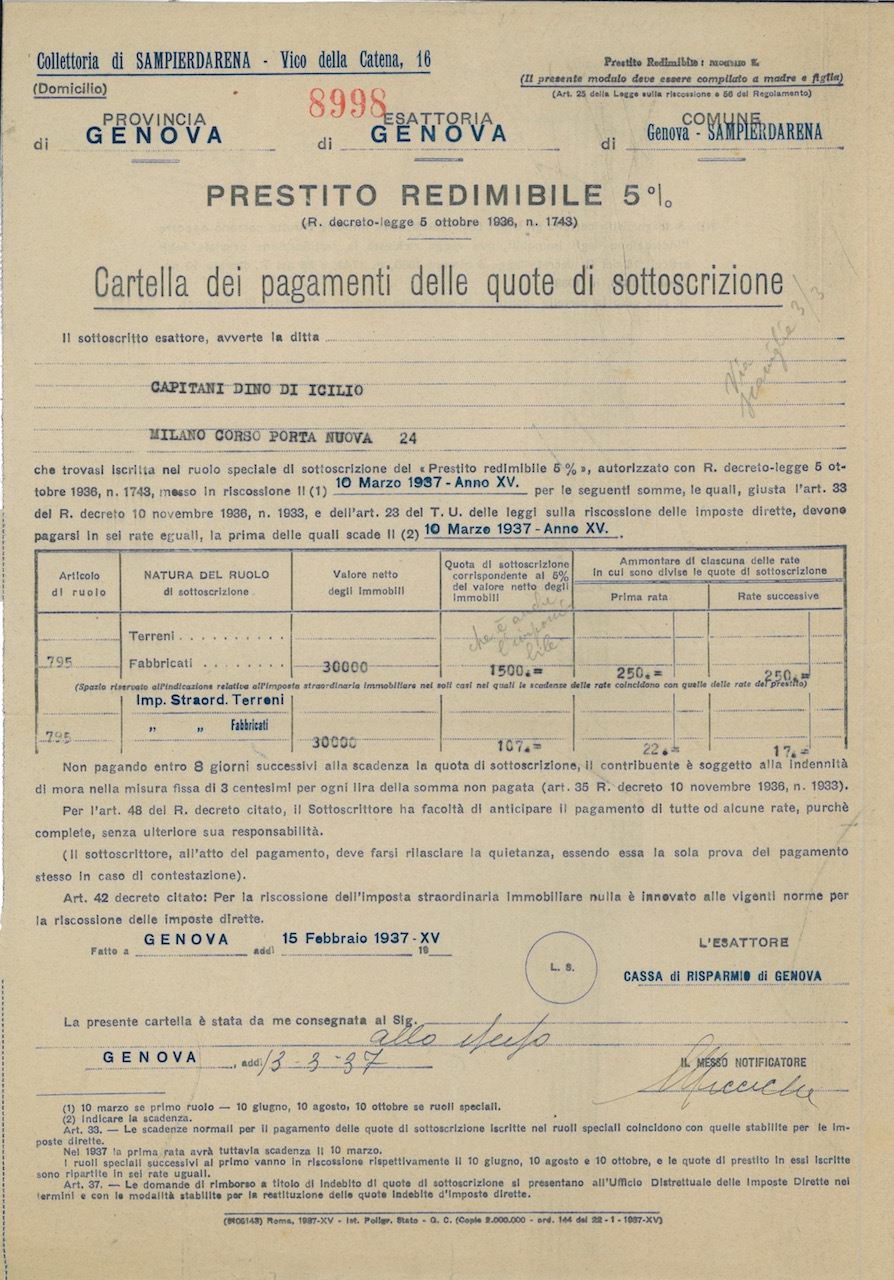 Collettoria di SAMPIERDARENA - Vico della Catena, 16
(Domicilio)
Prestito Redimibile: modulo E.
(Il presente modulo deve essere compilato a madre e figlia)
(Art. 25 della Legge sulla riscossione e 56 del Regolamento)
8998
PROVINCIA di GENOVA
ESATTORIA di GENOVA
COMUNE di Genova - SAMPIERDARENA
PRESTITO REDIMIBILE 5%
(R. decreto-legge 5 ottobre 1936, n. 1743)
Cartella dei pagamenti delle quote di sottoscrizione
Il sottoscritto esattore, avverte la ditta
Via 3/3
CAPITANI DINO DI ICILIO
MILANO CORSO PORTA NUOVA 24
che trovasi iscritta nel ruolo speciale di sottoscrizione del « Prestito redimibile 5 % », autorizzato con R. decreto-legge 5 ot-
tobre 1936, n. 1743, messo in riscossione il (1) 10 Marzo 1937 - Anno XV. per le seguenti somme, le quali, giusta l'art. 33
del R. decreto 10 novembre 1936, n. 1933, e dell'art. 23 del T. U. delle leggi sulla riscossione delle imposte dirette, devono
pagarsi in sei rate eguali, la prima delle quali scade il (2) 10 Marzo 1937 - Anno XV.
Articolo di ruolo
NATURA DEL RUOLO di sottoscrizione
Valore netto degli Immobili
Quota di sottoscrizione corrispondente al 5% del valore netto degli Immobili
Ammontare di ciascuna delle rate in cui sono divise le quote di sottoscrizione
Prima rata
Rate successive
che è anche l'imponibile
Terreni . . . . . . . . . .
795 Fabbricati . . . . . . . . 30000 1500.= 250.= 250.=
(Spazio riservato all'indicazione relativa all'imposta straordinaria immobiliare nei soli casi nei quali le scadenze delle rate coincidono con quelle delle rate del prestito)
Imp. Straord. Terreni
795 „ „ Fabbricati 30000 107.= 22.= 17.=
Non pagando entro 8 giorni successivi alla scadenza la quota di sottoscrizione, il contribuente è soggetto alla indennità
di mora nella misura fissa di 3 centesimi per ogni lira della somma non pagata (art. 35 R. decreto 10 novembre 1936, n. 1933).
Per l'art. 48 del R. decreto citato, il Sottoscrittore ha facoltà di anticipare il pagamento di tutte od alcune rate, purchè
complete, senza ulteriore sua responsabilità.
(Il sottoscrittore, all'atto del pagamento, deve farsi rilasciare la quietanza, essendo essa la sola prova del pagamento
stesso in caso di contestazione).
Art. 42 decreto citato: Per la riscossione dell'imposta straordinaria immobiliare nulla è innovato alle vigenti norme per
la riscossione delle imposte dirette.
Fatto a GENOVA addì 15 Febbraio 1937-XV 19
L'ESATTORE
L. S.
CASSA di RISPARMIO di GENOVA
La presente cartella è stata da me consegnata al Sig.
allo stesso
GENOVA, addì 13-3-37
IL MESSO NOTIFICATORE
(1) 10 marzo se primo ruolo — 10 giugno, 10 agosto, 10 ottobre se ruoli speciali.
(2) Indicare la scadenza.
Art. 33. — Le scadenze normali per il pagamento delle quote di sottoscrizione iscritte nei ruoli speciali coincidono con quelle stabilite per le im-
poste dirette.
Nel 1937 la prima rata avrà tuttavia scadenza il 10 marzo.
I ruoli speciali successivi al primo vanno in riscossione rispettivamente il 10 giugno, 10 agosto e 10 ottobre, e le quote di prestito in essi iscritte
sono ripartite in sei rate uguali.
Art. 37. — Le domande di rimborso a titolo di indebito di quote di sottoscrizione si presentano all'Ufficio Distrettuale delle Imposte Dirette nei
termini e con le modalità stabilite per la restituzione delle quote indebite d'imposte dirette.
Roma, 1937-XV - Ist. Poligr. Stato - G. C. (Copie 2.000.000 - ord. 144 del 22-1-1937-XV)